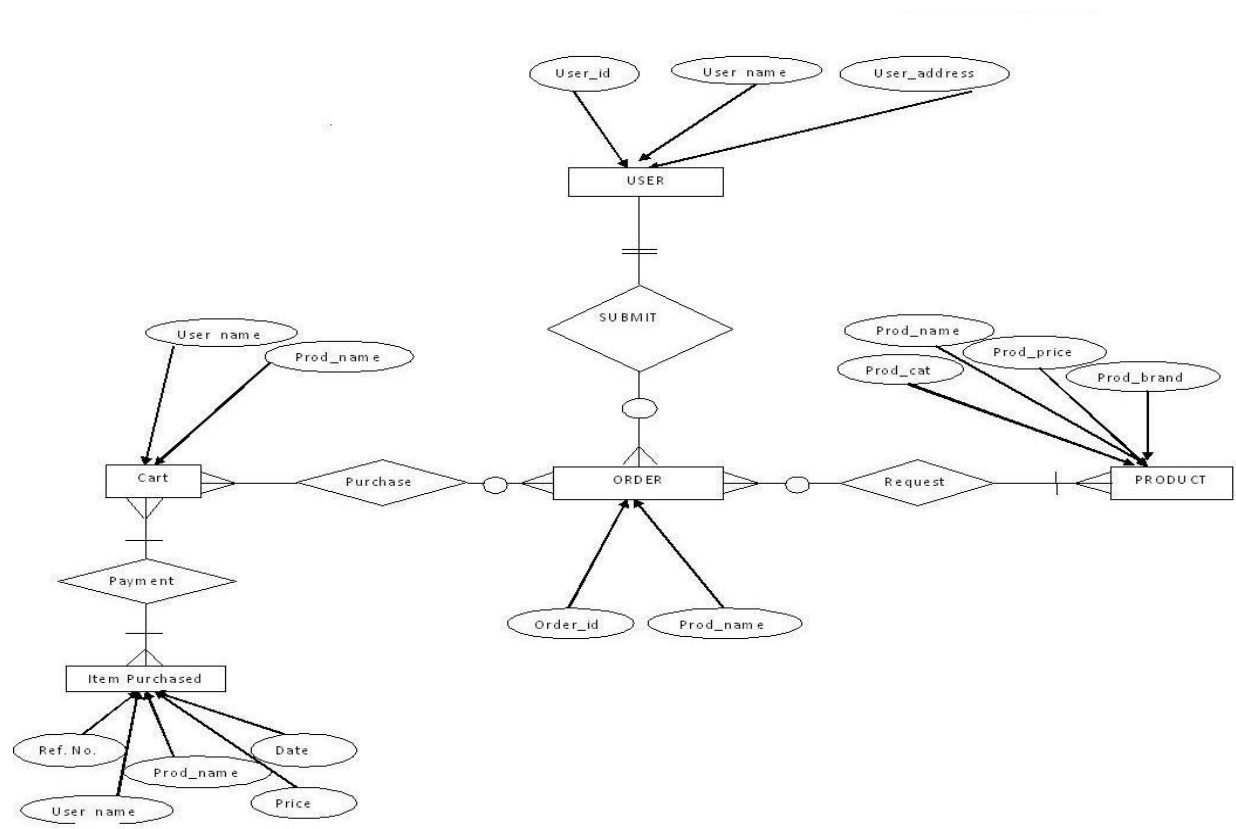 User_id
User name
User_address
USER
SUBMIT
User name
Prod_name
Prod_name
Prod_price
Prod_cat
Prod_brand
Cart
Purchase
ORDER
Request
PRODUCT
Payment
Order_id
Prod_name
Item Purchased
Ref. No.
Date
Prod_name
Price
User name